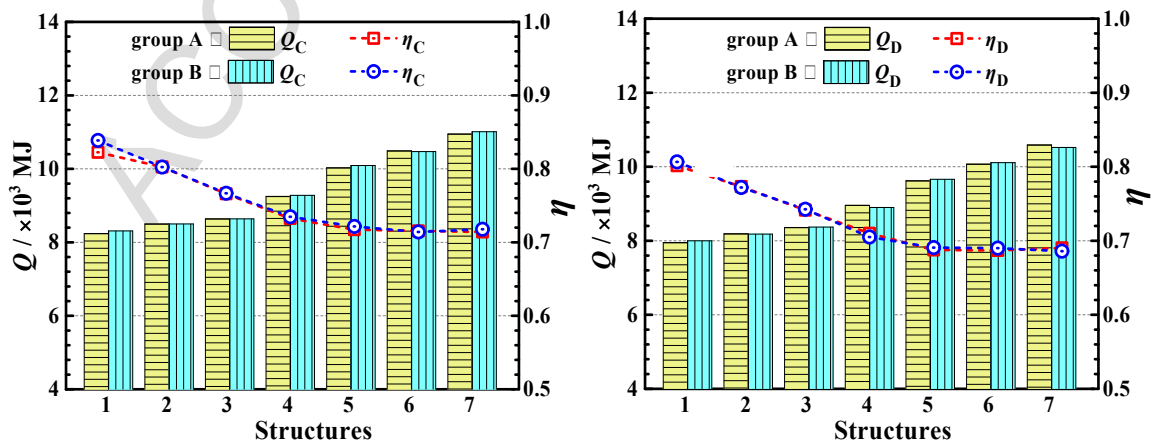 group A □ Q_C η_C
group B □ Q_C η_C
14
12
10
8
6
4
Q / ×10³ MJ
1.0
0.9
0.8
0.7
0.6
0.5
η
1 2 3 4 5 6 7
Structures
group A □ Q_D η_D
group B □ Q_D η_D
14
12
10
8
6
4
Q / ×10³ MJ
1.0
0.9
0.8
0.7
0.6
0.5
η
1 2 3 4 5 6 7
Structures